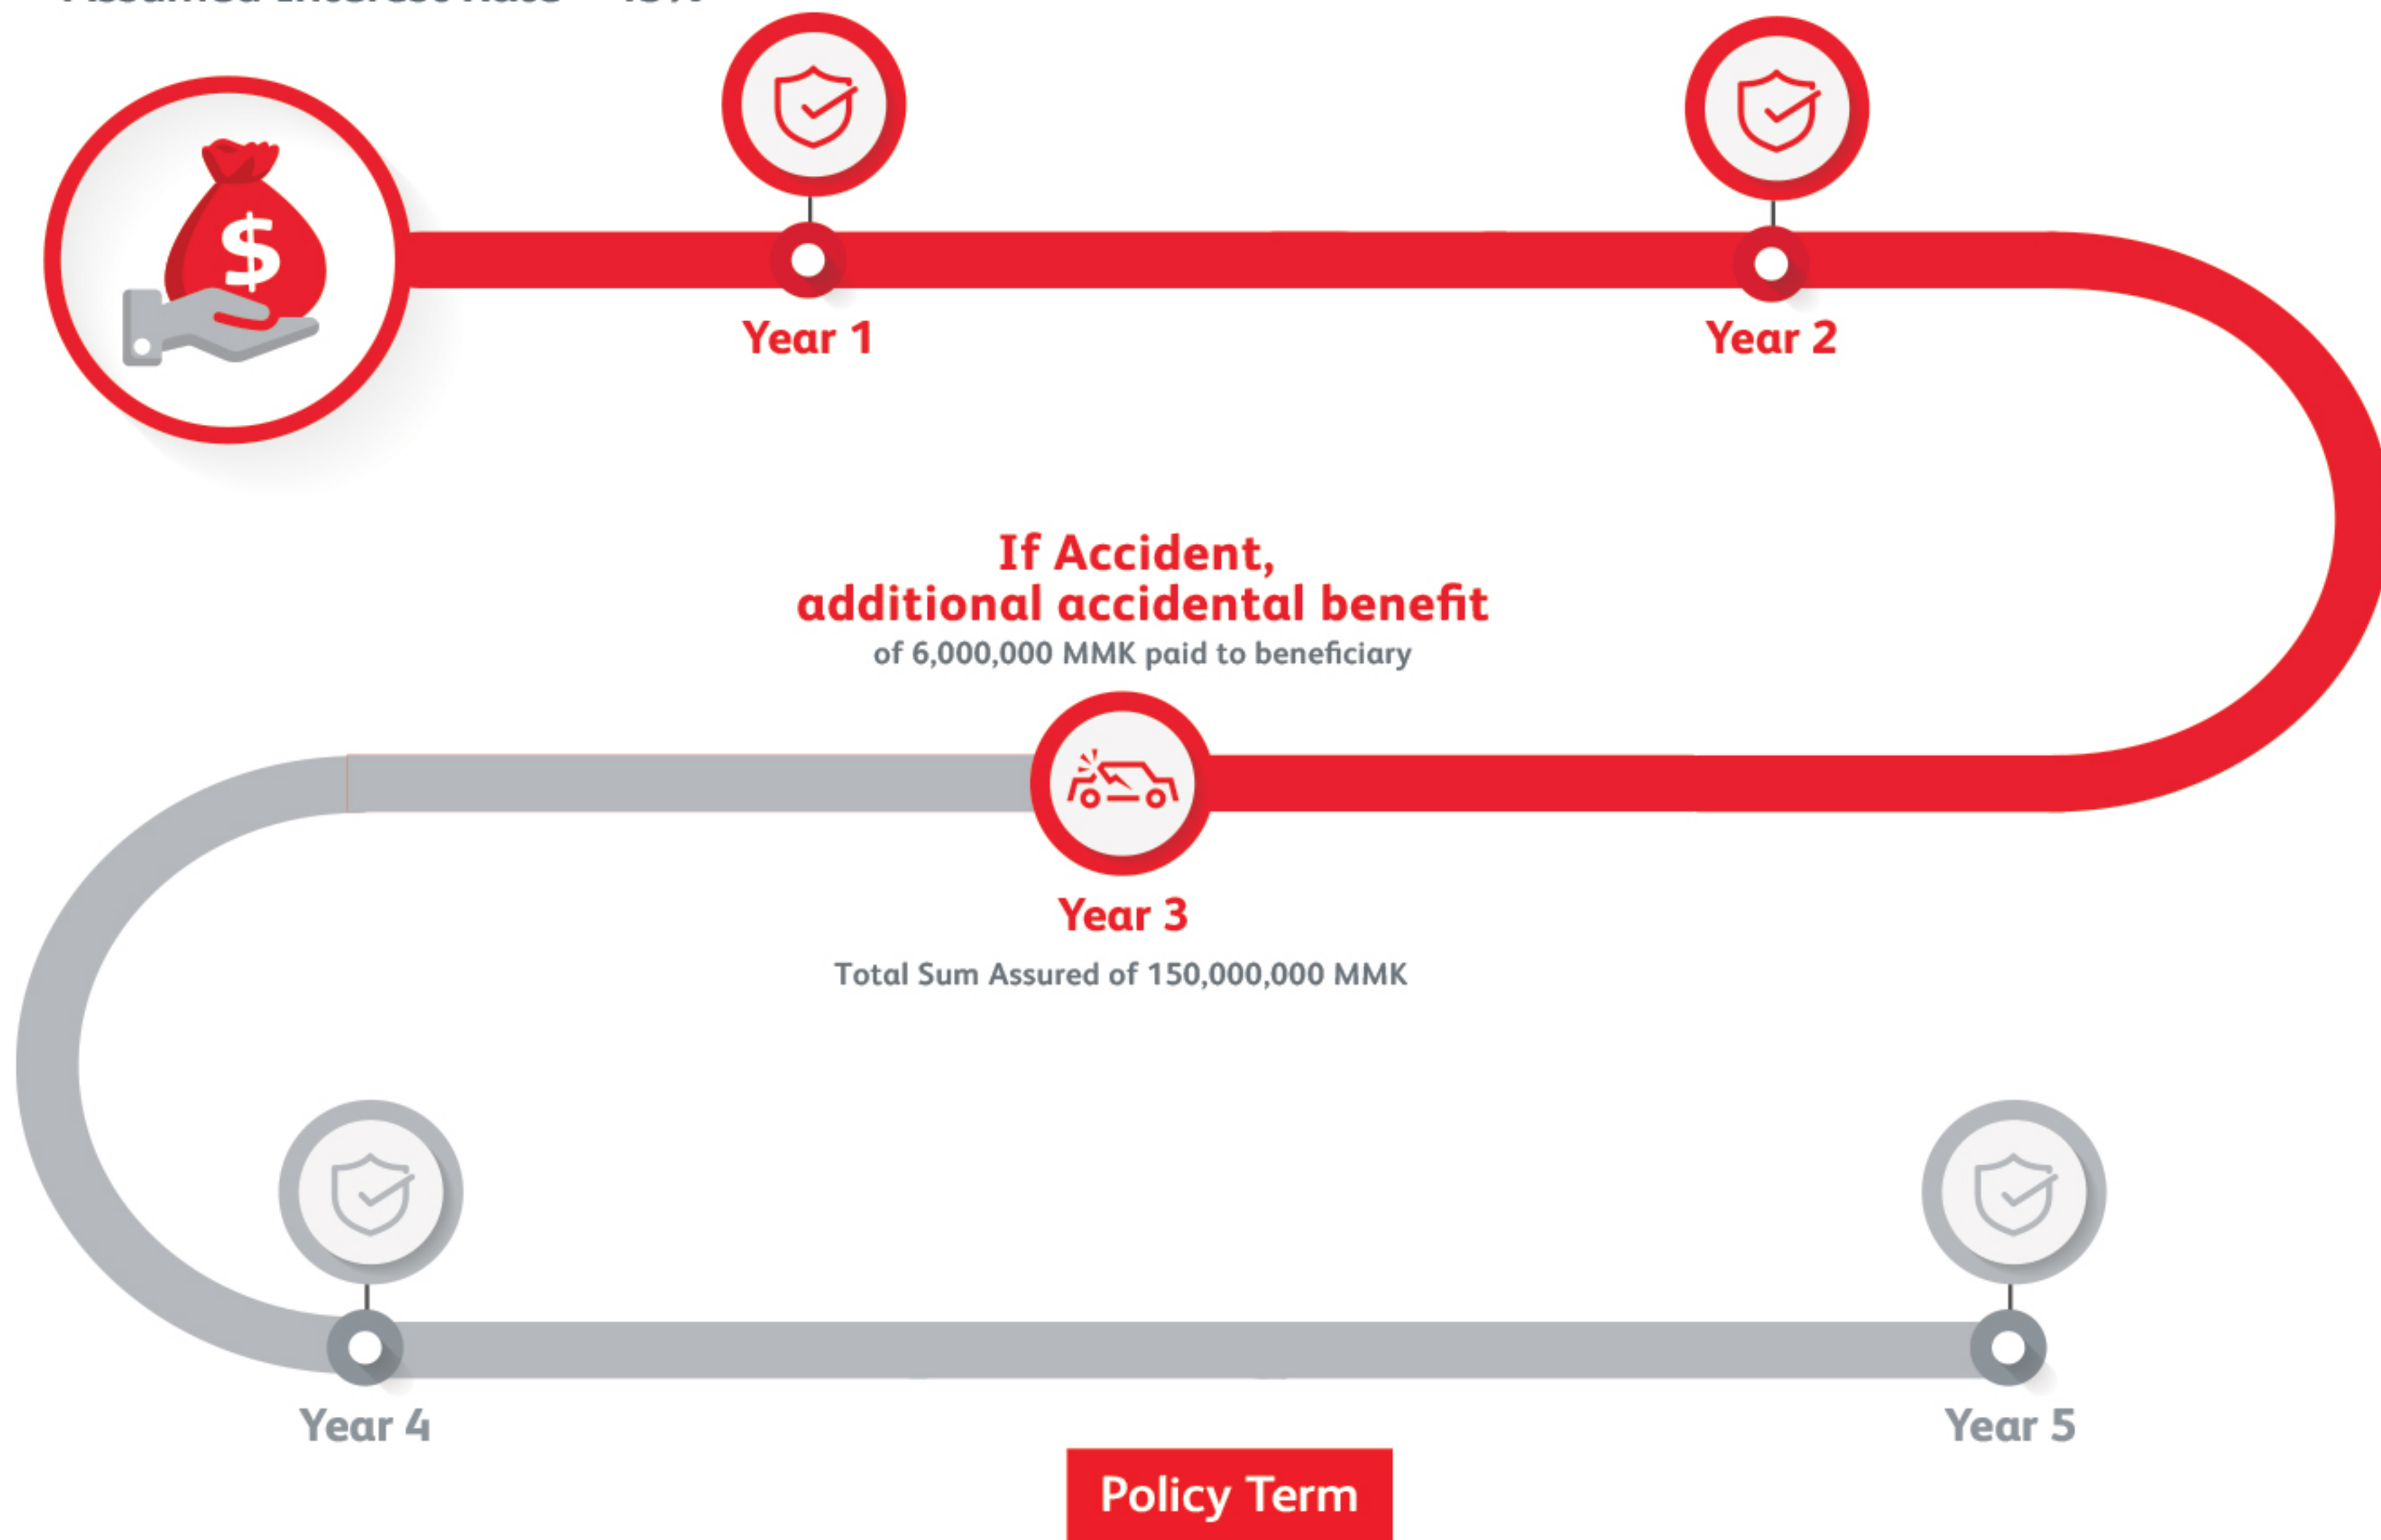 $
Year 1
Year 2
If Accident,
additional accidental benefit
of 6,000,000 MMK paid to beneficiary
Year 3
Total Sum Assured of 150,000,000 MMK
Year 4
Year 5
Policy Term